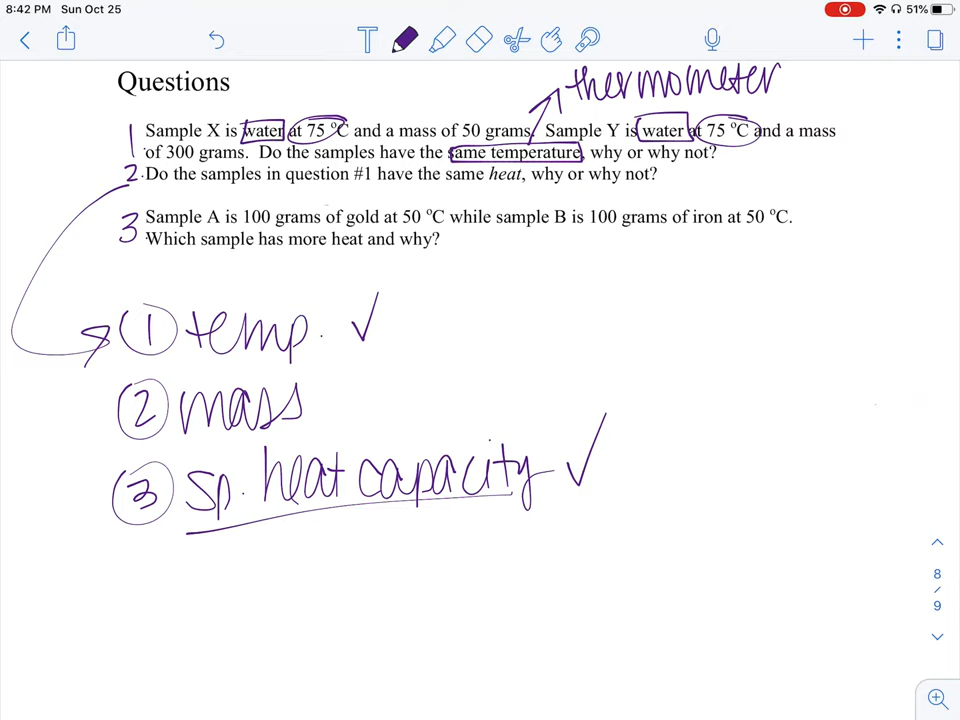 8:42 PM Sun Oct 25 51%
T
Questions
thermometer
1 Sample X is water at 75 °C and a mass of 50 grams. Sample Y is water at 75 °C and a mass
of 300 grams. Do the samples have the same temperature, why or why not?
2. Do the samples in question #1 have the same heat, why or why not?
3 Sample A is 100 grams of gold at 50 °C while sample B is 100 grams of iron at 50 °C.
Which sample has more heat and why?
1 temp. ✓
2 mass
3 sp. heat capacity ✓
8
/
9